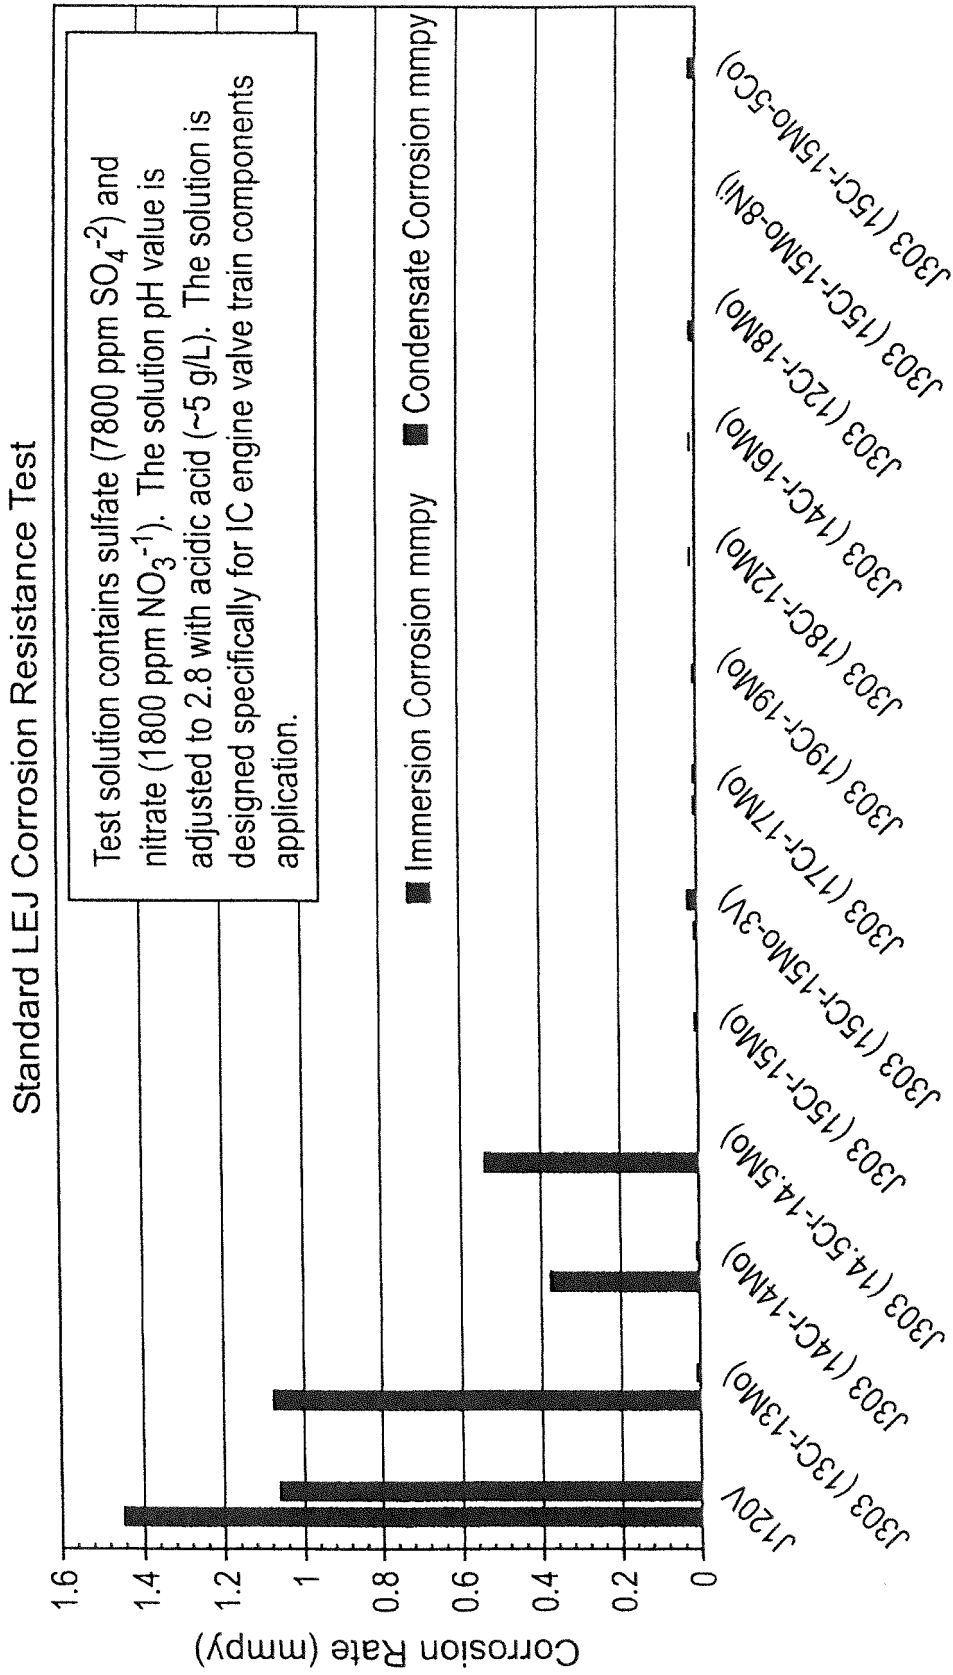 Standard LEJ Corrosion Resistance Test
Test solution contains sulfate (7800 ppm SO₄⁻²) and
nitrate (1800 ppm NO₃⁻¹). The solution pH value is
adjusted to 2.8 with acidic acid (~5 g/L). The solution is
designed specifically for IC engine valve train components
application.
■ Immersion Corrosion mmpy ■ Condensate Corrosion mmpy
Corrosion Rate (mmpy)
1.6
1.4
1.2
1
0.8
0.6
0.4
0.2
0
J120V
J303 (13Cr-13Mo)
J303 (14Cr-14Mo)
J303 (14.5Cr-14.5Mo)
J303 (15Cr-15Mo)
J303 (15Cr-15Mo-3V)
J303 (17Cr-17Mo)
J303 (19Cr-19Mo)
J303 (18Cr-12Mo)
J303 (14Cr-16Mo)
J303 (12Cr-18Mo)
J303 (15Cr-15Mo-8Ni)
J303 (15Cr-15Mo-5Co)